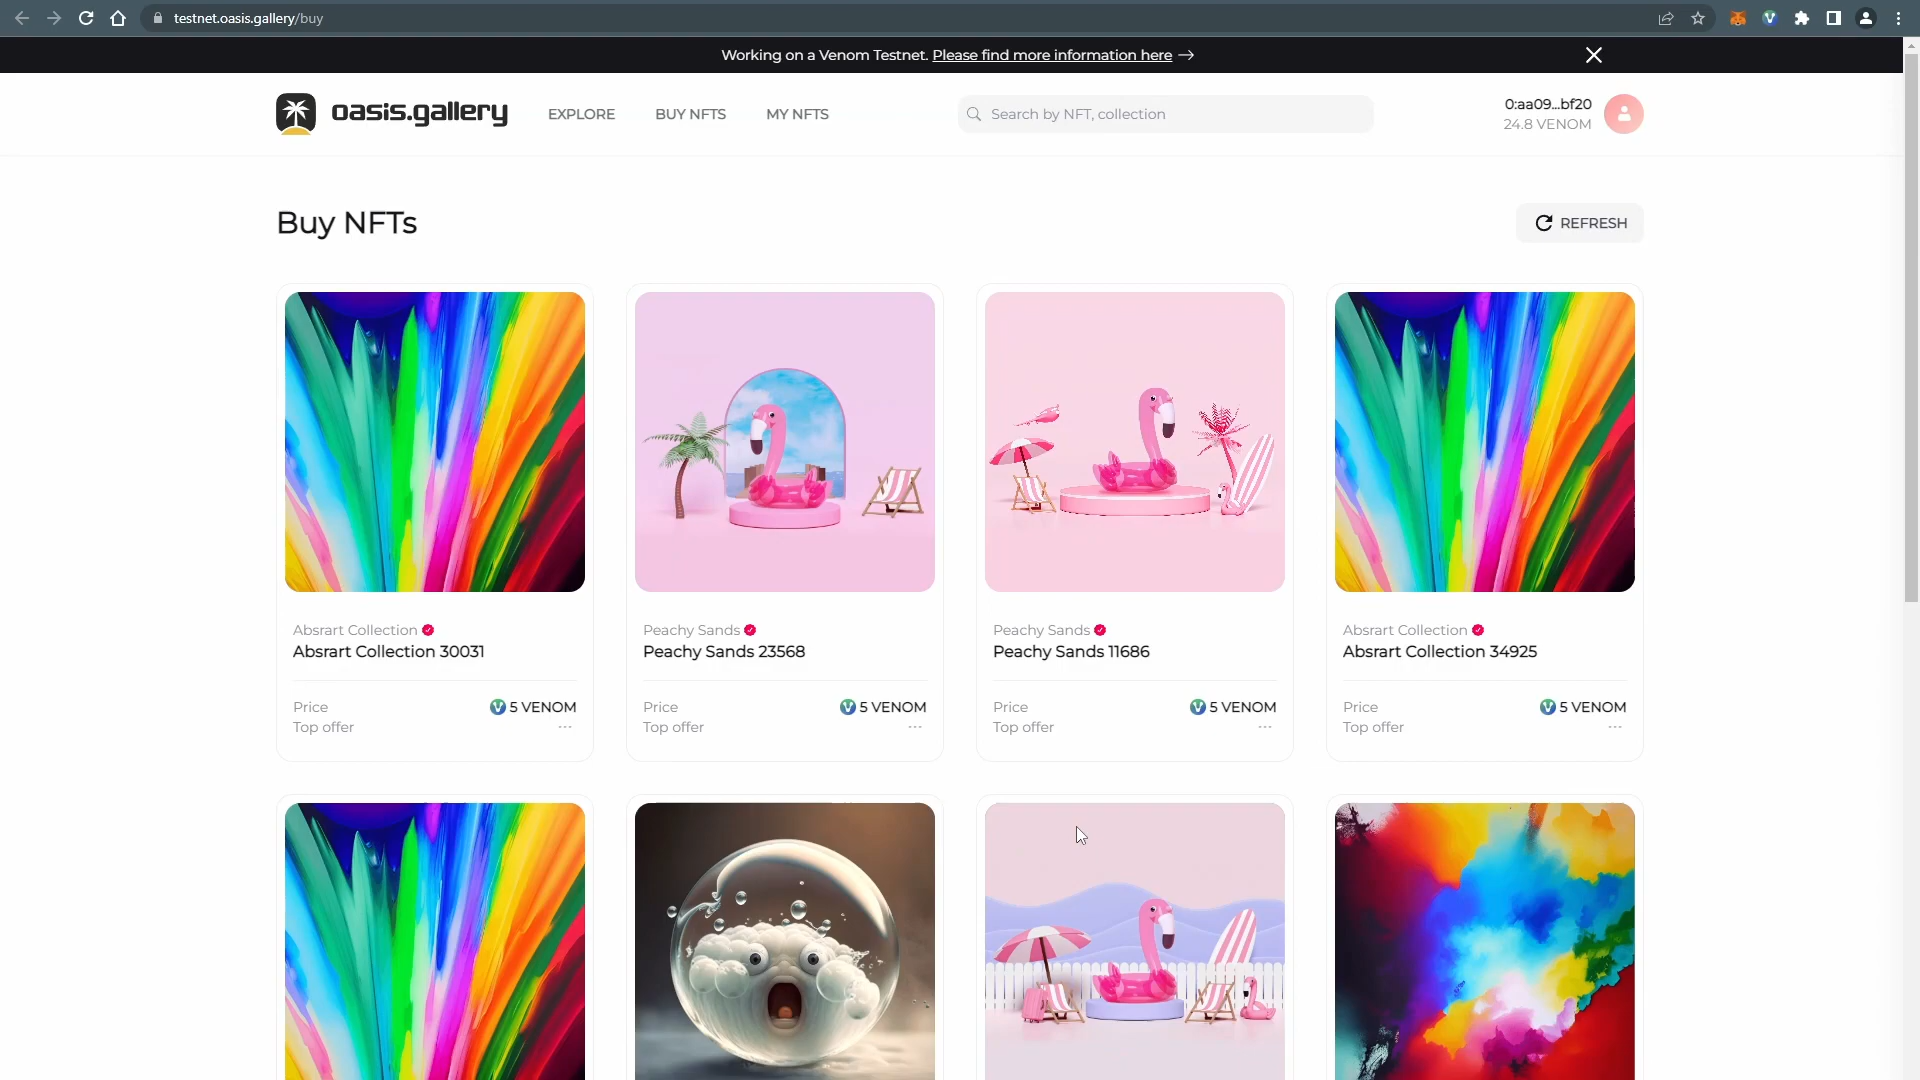 testnet.oasis.gallery/buy
Working on a Venom Testnet. Please find more information here →
oasis.gallery
EXPLORE
BUY NFTS
MY NFTS
Search by NFT, collection
0:aa09...bf20
24.8 VENOM
Buy NFTs
REFRESH
Absrart Collection
Absrart Collection 30031
Price
5 VENOM
Top offer
---
Peachy Sands
Peachy Sands 23568
Price
5 VENOM
Top offer
---
Peachy Sands
Peachy Sands 11686
Price
5 VENOM
Top offer
---
Absrart Collection
Absrart Collection 34925
Price
5 VENOM
Top offer
---